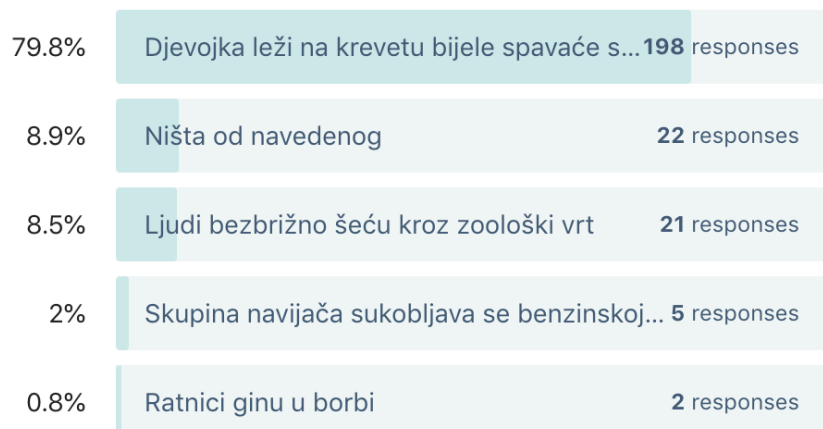 79.8% Djevojka leži na krevetu bijele spavaće s... 198 responses
8.9% Ništa od navedenog 22 responses
8.5% Ljudi bezbrižno šeću kroz zoološki vrt 21 responses
2% Skupina navijača sukobljava se benzinskoj... 5 responses
0.8% Ratnici ginu u borbi 2 responses